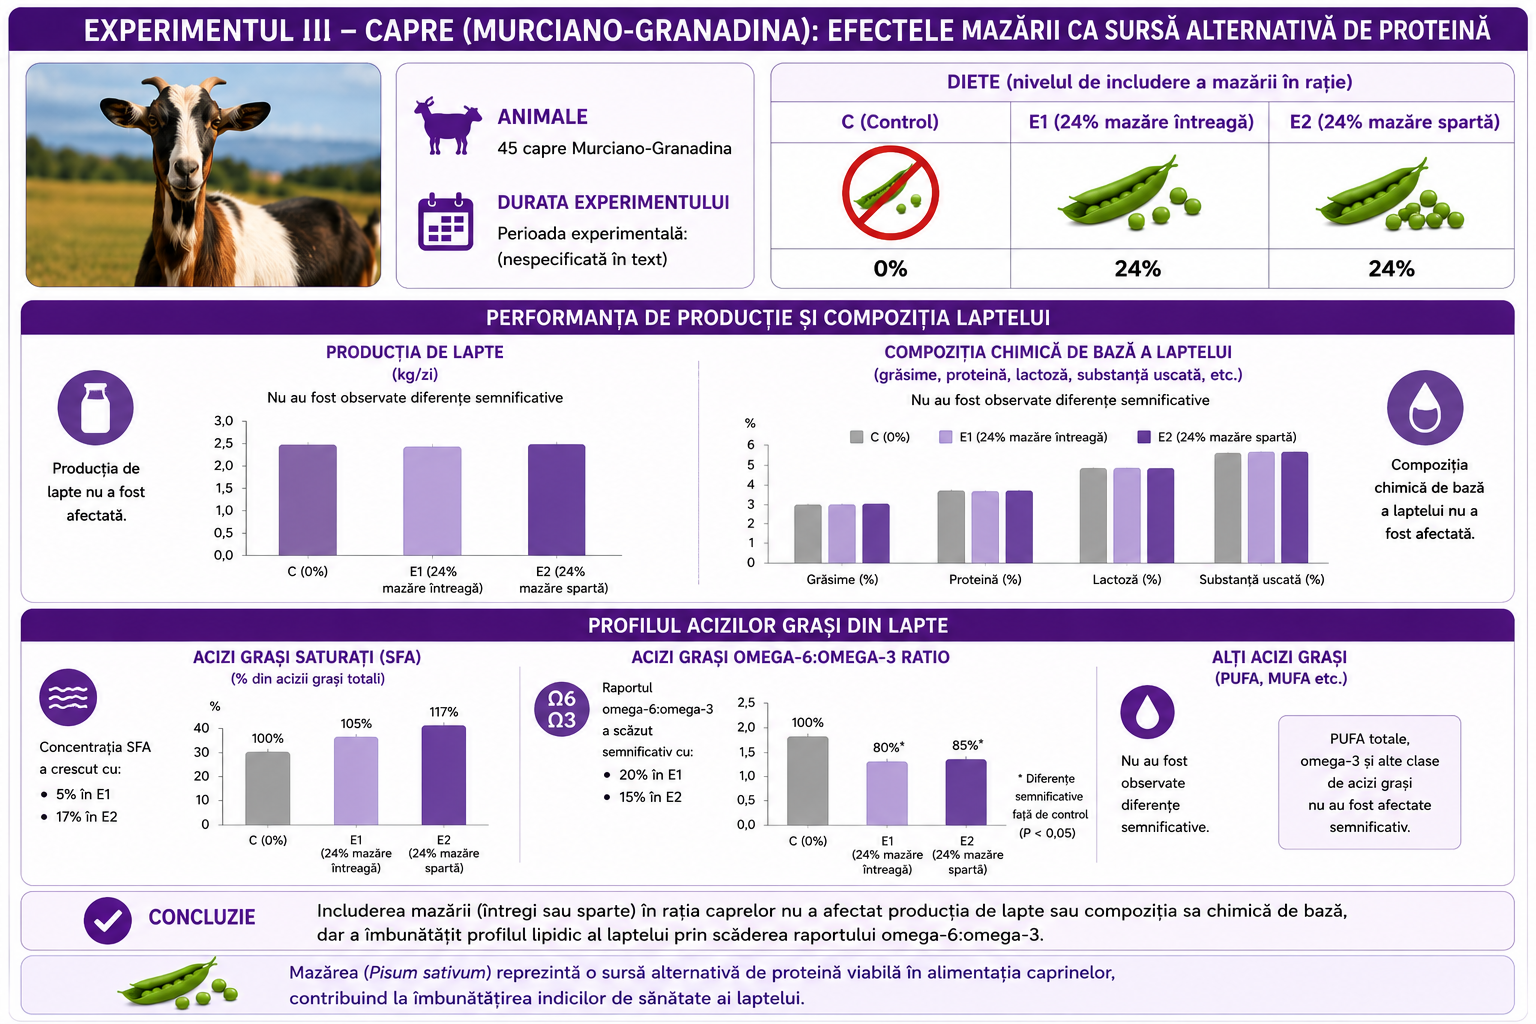 EXPERIMENTUL III – CAPRE (MURCIANO-GRANADINA): EFECTELE MAZĂRII CA SURSĂ ALTERNATIVĂ DE PROTEINĂ
ANIMALE
45 capre Murciano-Granadina
DURATA EXPERIMENTULUI
Perioada experimentală:
(nespecificată în text)
DIETE (nivelul de includere a mazării în rație)
C (Control)
E1 (24% mazăre întreagă)
E2 (24% mazăre spartă)
0%
24%
24%
PERFORMANȚA DE PRODUCȚIE ȘI COMPOZIȚIA LAPTELUI
Producția de
lapte nu a fost
afectată.
PRODUCȚIA DE LAPTE
(kg/zi)
Nu au fost observate diferențe semnificative
3,0
2,5
2,0
1,5
1,0
0,5
0,0
C (0%)
E1 (24%
mazăre întreagă)
E2 (24%
mazăre spartă)
COMPOZIȚIA CHIMICĂ DE BAZĂ A LAPTELUI
(grăsime, proteină, lactoză, substanță uscată, etc.)
Nu au fost observate diferențe semnificative
%
C (0%)
E1 (24% mazăre întreagă)
E2 (24% mazăre spartă)
6
5
4
3
2
1
0
Grăsime (%)
Proteină (%)
Lactoză (%)
Substanță uscată (%)
Compoziția
chimică de bază
a laptelui nu a
fost afectată.
PROFILUL ACIZILOR GRAȘI DIN LAPTE
ACIZI GRAȘI SATURAȚI (SFA)
(% din acizii grași totali)
Concentrația SFA
a crescut cu:
• 5% în E1
• 17% în E2
%
40
30
20
10
0
100%
105%
117%
C (0%)
E1
(24% mazăre
întreagă)
E2
(24% mazăre
spartă)
ACIZI GRAȘI OMEGA-6:OMEGA-3 RATIO
Ω6
Ω3
Raportul
omega-6:omega-3
a scăzut
semnificativ cu:
• 20% în E1
• 15% în E2
2,5
2,0
1,5
1,0
0,5
0,0
100%
80%*
85%*
C (0%)
E1
(24% mazăre
întreagă)
E2
(24% mazăre
spartă)
* Diferențe
semnificative
față de control
(P < 0,05)
ALȚI ACIZI GRAȘI
(PUFA, MUFA etc.)
Nu au fost
observate
diferențe
semnificative.
PUFA totale,
omega-3 și alte clase
de acizi grași
nu au fost afectate
semnificativ.
CONCLUZIE
Includerea mazării (întregi sau sparte) în rația caprelor nu a afectat producția de lapte sau compoziția sa chimică de bază,
dar a îmbunătățit profilul lipidic al laptelui prin scăderea raportului omega-6:omega-3.
Mazărea (Pisum sativum) reprezintă o sursă alternativă de proteină viabilă în alimentația caprinelor,
contribuind la îmbunătățirea indicilor de sănătate ai laptelui.